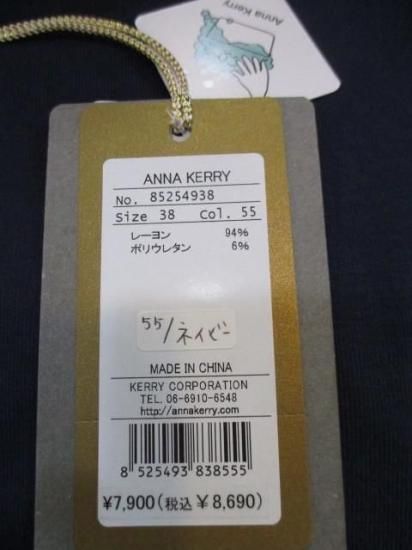 Anna Kerry
ANNA KERRY
No. 85254938
Size 38 Col. 55
レーヨン 94%
ポリウレタン 6%
55/ネイビー
MADE IN CHINA
KERRY CORPORATION
TEL. 06-6910-6548
http://annakerry.com
8 525493 838555
¥7,900(税込¥8,690)